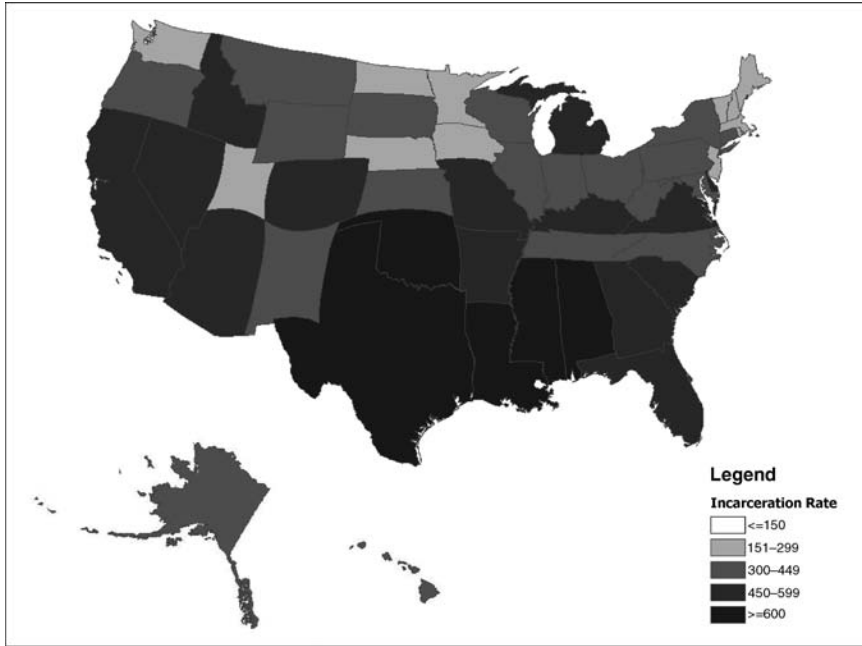 Legend
Incarceration Rate
<=150
151–299
300–449
450–599
>=600